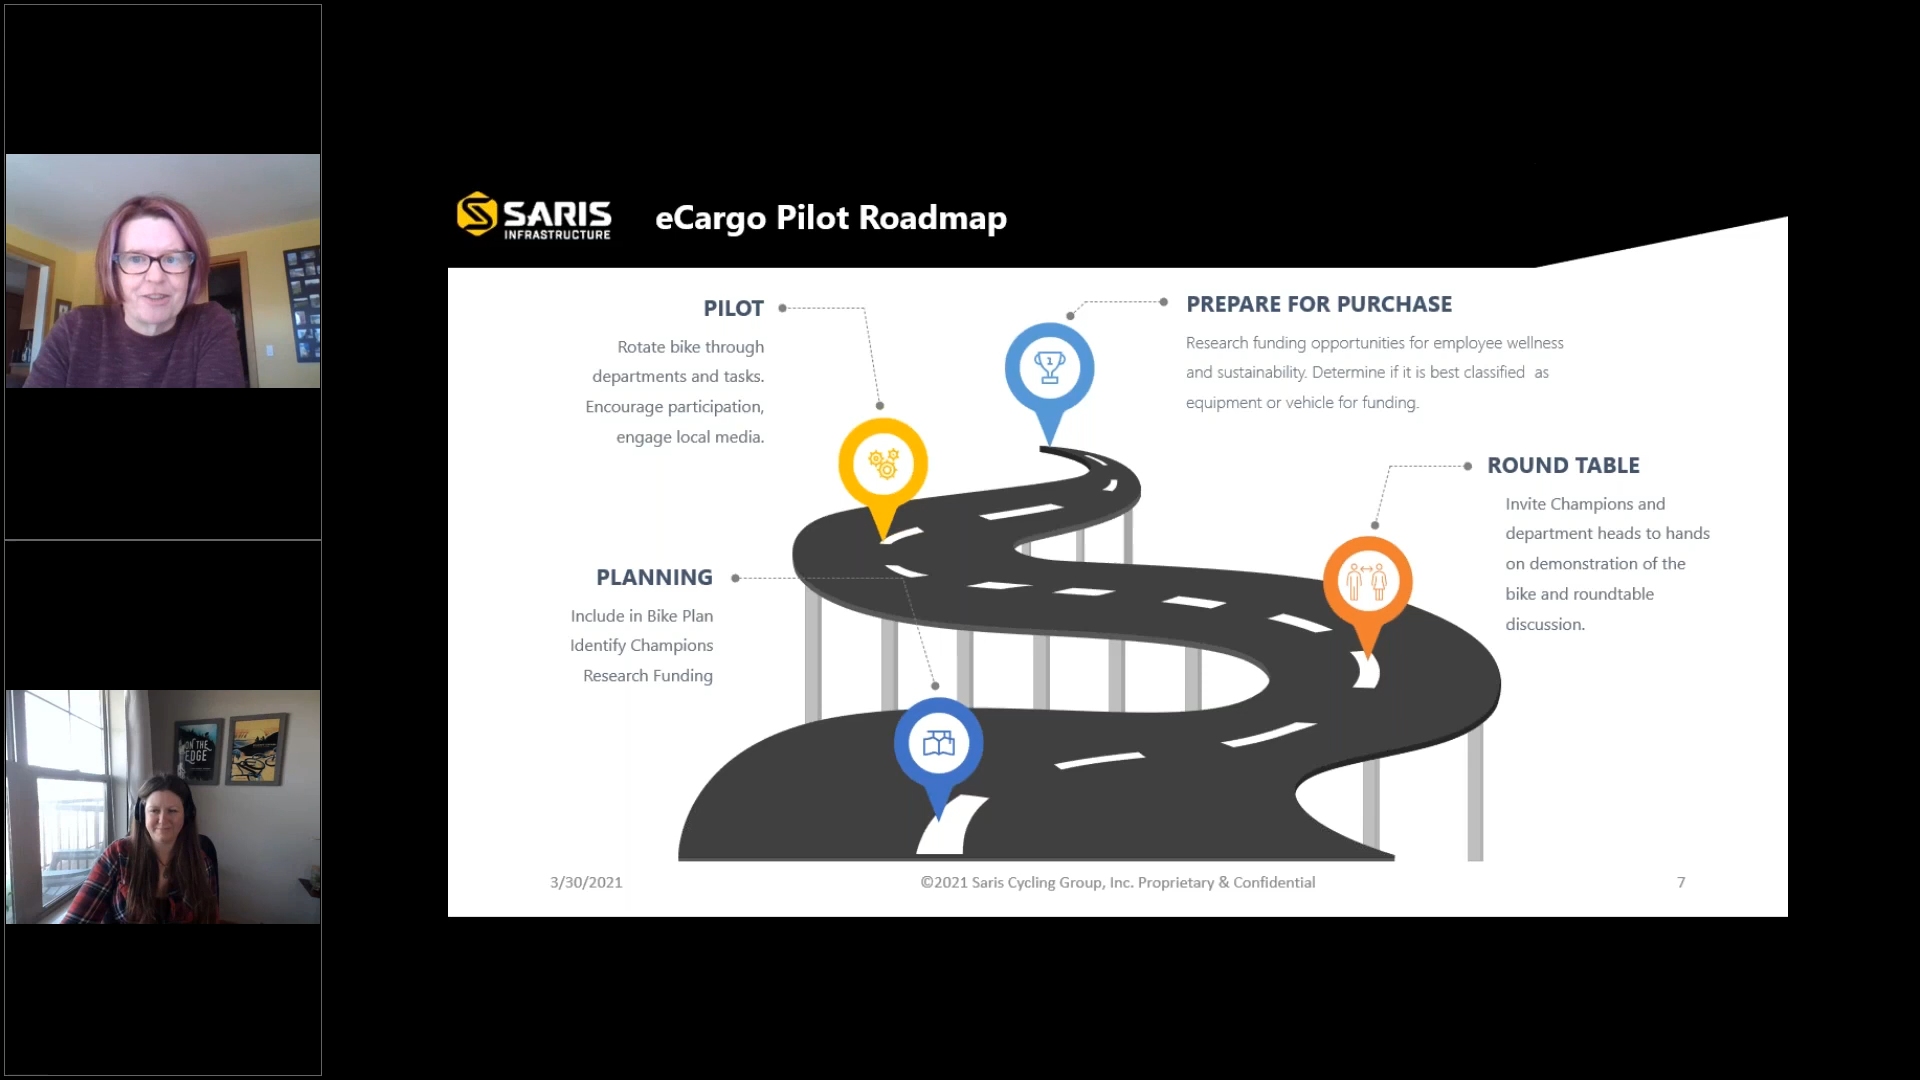 SARIS
INFRASTRUCTURE
eCargo Pilot Roadmap
PILOT
Rotate bike through
departments and tasks.
Encourage participation,
engage local media.
PREPARE FOR PURCHASE
Research funding opportunities for employee wellness
and sustainability. Determine if it is best classified as
equipment or vehicle for funding.
1
ROUND TABLE
Invite Champions and
department heads to hands
on demonstration of the
bike and roundtable
discussion.
PLANNING
Include in Bike Plan
Identify Champions
Research Funding
ON THE
EDGE
3/30/2021
©2021 Saris Cycling Group, Inc. Proprietary & Confidential
7